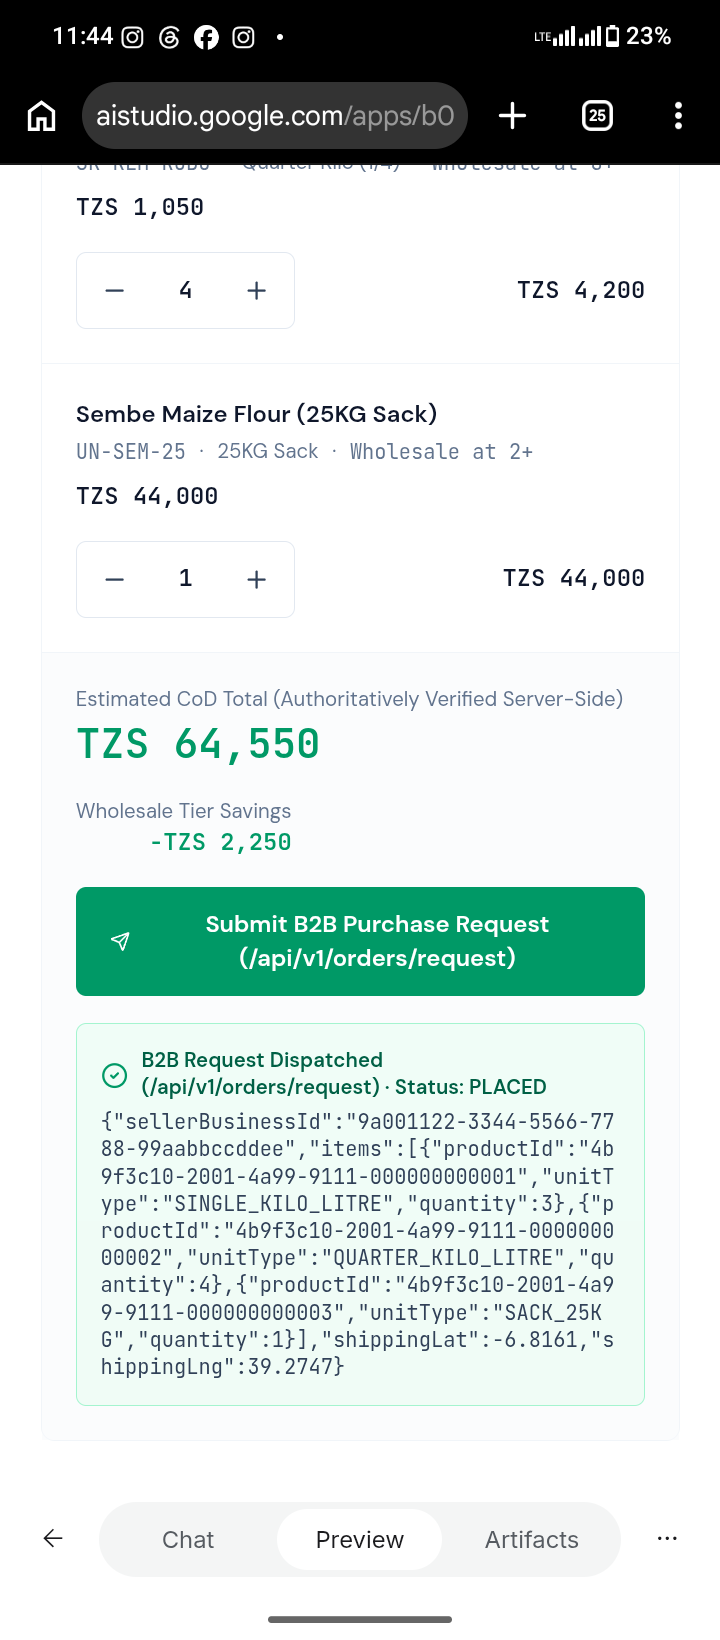 11:44
LTE 23%
aistudio.google.com/apps/b0
25
TZS 1,050
4
TZS 4,200
Sembe Maize Flour (25KG Sack)
UN-SEM-25 · 25KG Sack · Wholesale at 2+
TZS 44,000
1
TZS 44,000
Estimated CoD Total (Authoritatively Verified Server-Side)
TZS 64,550
Wholesale Tier Savings
-TZS 2,250
Submit B2B Purchase Request
(/api/v1/orders/request)
B2B Request Dispatched
(/api/v1/orders/request) · Status: PLACED
{"sellerBusinessId":"9a001122-3344-5566-77
88-99aabbccddee","items":[{"productId":"4b
9f3c10-2001-4a99-9111-000000000001","unitT
ype":"SINGLE_KILO_LITRE","quantity":3},{"p
roductId":"4b9f3c10-2001-4a99-9111-0000000
00002","unitType":"QUARTER_KILO_LITRE","qu
antity":4},{"productId":"4b9f3c10-2001-4a9
9-9111-000000000003","unitType":"SACK_25K
G","quantity":1}],"shippingLat":-6.8161,"s
hippingLng":39.2747}
Chat
Preview
Artifacts